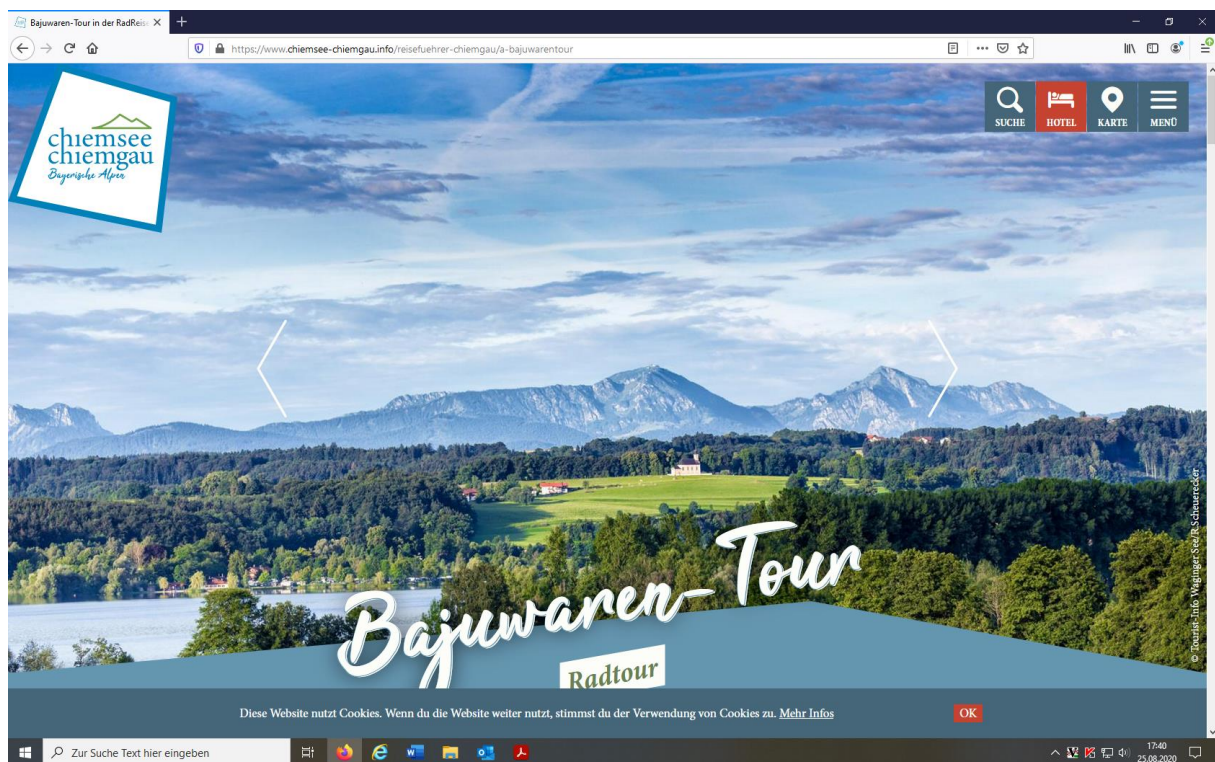 Bajuwaren-Tour in der RadReis
https://www.chiemsee-chiemgau.info/reisefuehrer-chiemgau/a-bajuwarentour
chiemsee
chiemgau
Bayerische Alpen
SUCHE
HOTEL
KARTE
MENÜ
© Tourist-Info Waginger See/R.Scheuerecker
Bajuwaren-Tour
Radtour
Diese Website nutzt Cookies. Wenn du die Website weiter nutzt, stimmst du der Verwendung von Cookies zu. Mehr Infos
OK
Zur Suche Text hier eingeben
17:40
25.08.2020